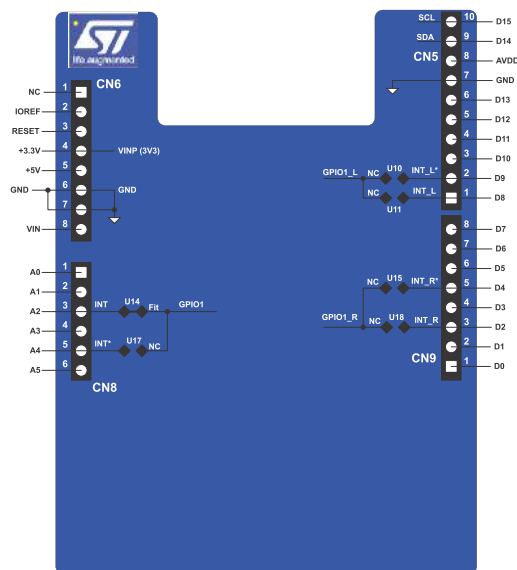 life.augmented
CN6
NC 1
IOREF 2
RESET 3
+3.3V 4 VINP (3V3)
+5V 5
GND 6 GND
7
VIN 8
A0 1
A1 2
A2 3 INT U14 Fit GPIO1
A3 4
A4 5 INT* U17 NC
A5 6
CN8
SCL 10 D15
SDA 9 D14
CN5 8 AVDD
7 GND
6 D13
5 D12
4 D11
3 D10
GPIO1_L NC U10 INT_L* 2 D9
NC U11 INT_L 1 D8
8 D7
7 D6
6 D5
NC U15 INT_R* 5 D4
4 D3
GPIO1_R NC U18 INT_R 3 D2
2 D1
CN9 1 D0